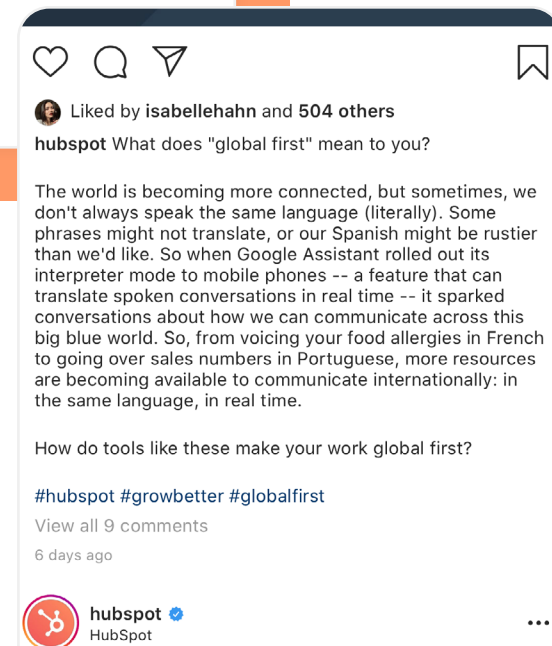 Liked by isabellehahn and 504 others
hubspot What does "global first" mean to you?
The world is becoming more connected, but sometimes, we
don't always speak the same language (literally). Some
phrases might not translate, or our Spanish might be rustier
than we'd like. So when Google Assistant rolled out its
interpreter mode to mobile phones -- a feature that can
translate spoken conversations in real time -- it sparked
conversations about how we can communicate across this
big blue world. So, from voicing your food allergies in French
to going over sales numbers in Portuguese, more resources
are becoming available to communicate internationally: in
the same language, in real time.
How do tools like these make your work global first?
#hubspot #growbetter #globalfirst
View all 9 comments
6 days ago
hubspot
HubSpot